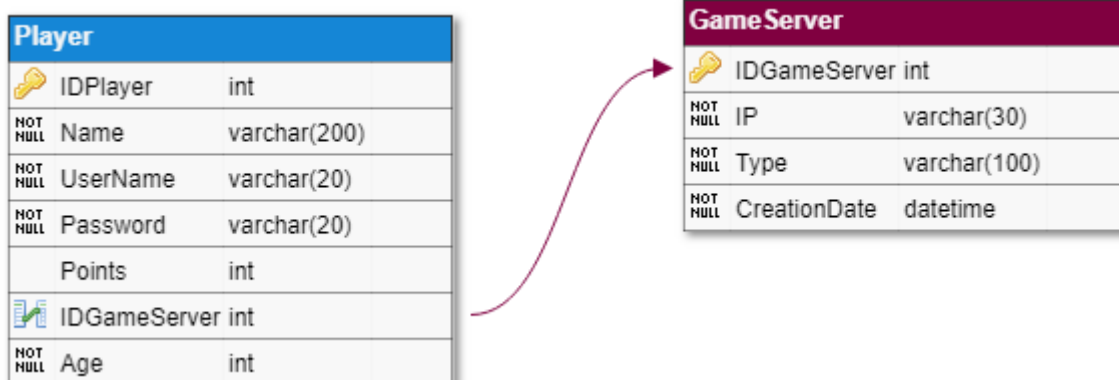 Player
IDPlayer int
NOT NULL Name varchar(200)
NOT NULL UserName varchar(20)
NOT NULL Password varchar(20)
Points int
IDGameServer int
NOT NULL Age int
GameServer
IDGameServer int
NOT NULL IP varchar(30)
NOT NULL Type varchar(100)
NOT NULL CreationDate datetime